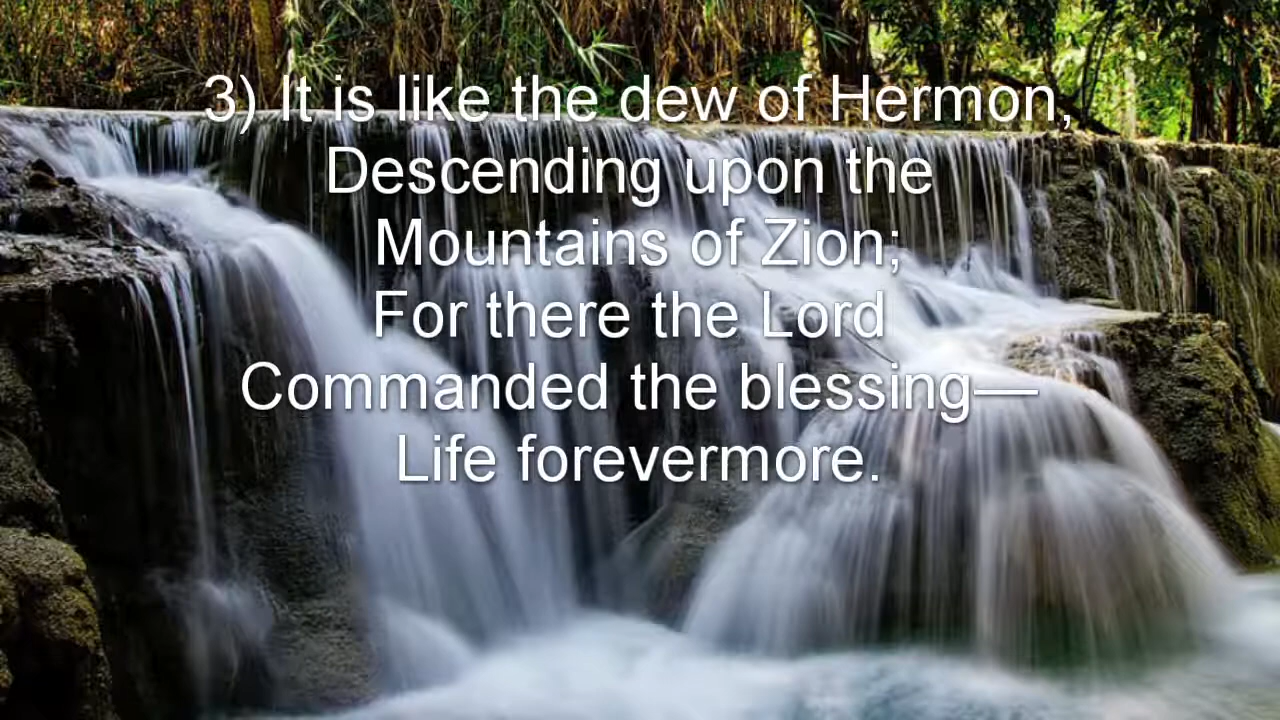 3) It is like the dew of Hermon,
Descending upon the
Mountains of Zion;
For there the Lord
Commanded the blessing—
Life forevermore.